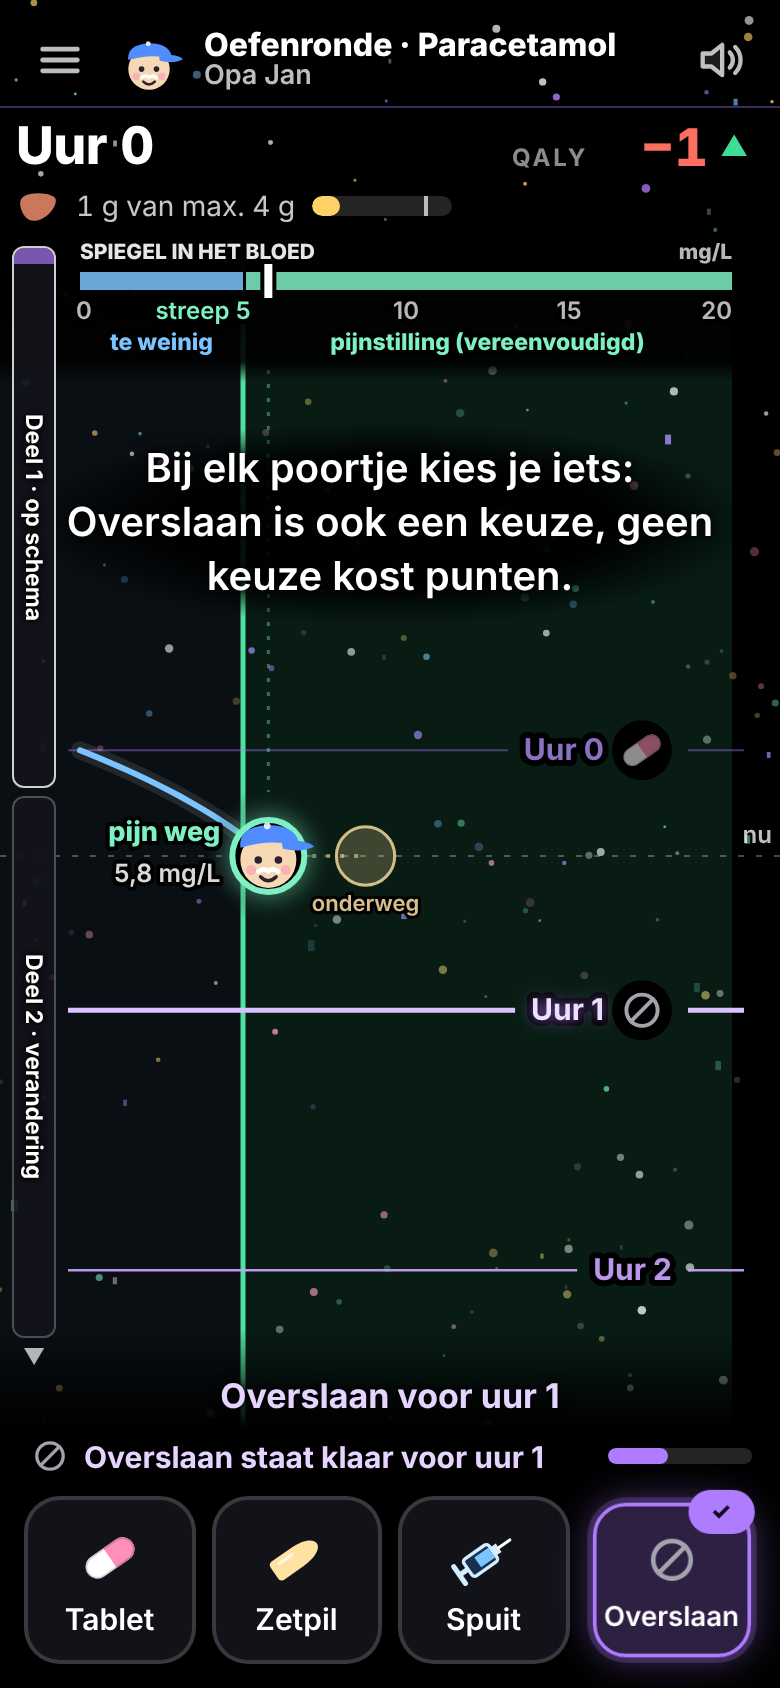 Oefenronde · Paracetamol
Opa Jan
Uur 0
QALY
−1
1 g van max. 4 g
SPIEGEL IN HET BLOED
mg/L
0
streep 5
10
15
20
te weinig
pijnstilling (vereenvoudigd)
Deel 1 · op schema
Bij elk poortje kies je iets:
Overslaan is ook een keuze, geen
keuze kost punten.
Uur 0
pijn weg
nu
5,8 mg/L
onderweg
Uur 1
Deel 2 · verandering
Uur 2
Overslaan voor uur 1
Overslaan staat klaar voor uur 1
Tablet
Zetpil
Spuit
Overslaan